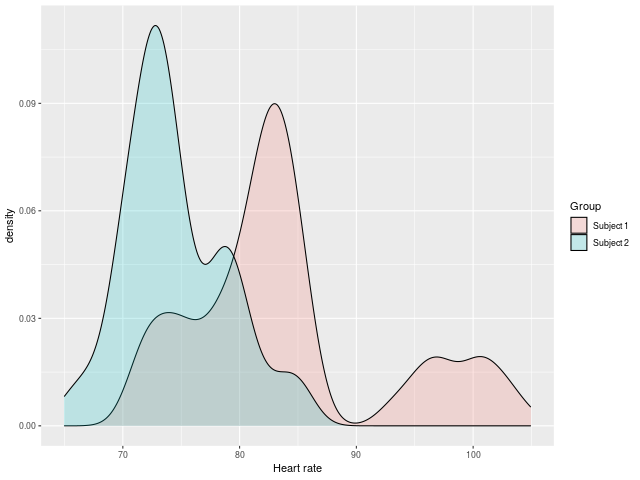 0.09
0.06
0.03
0.00
density
70 80 90 100
Heart rate
Group
Subject 1
Subject 2